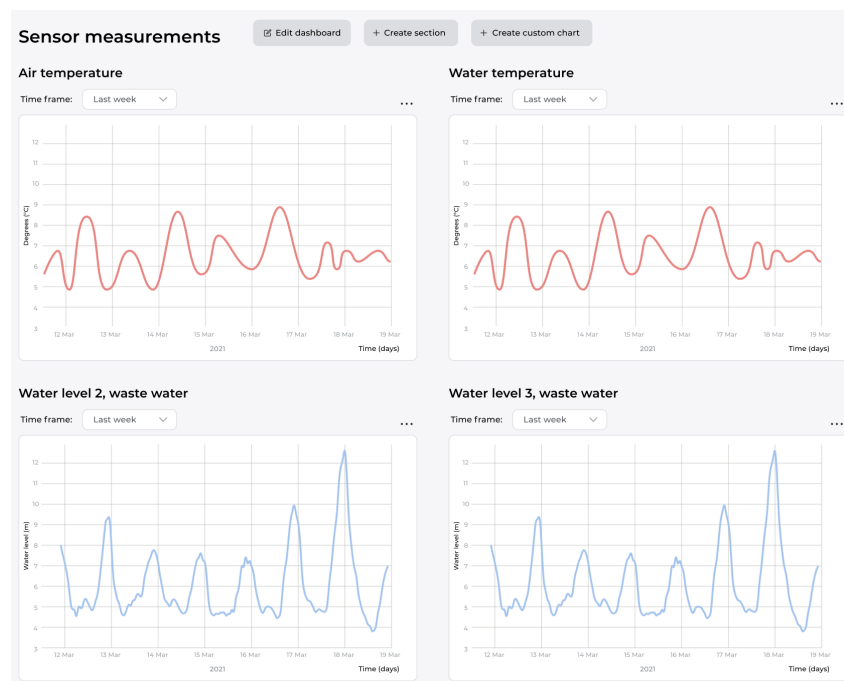 Sensor measurements
Edit dashboard
+ Create section
+ Create custom chart
Air temperature
Time frame: Last week
...
Degrees (°C)
12
11
10
9
8
7
6
5
4
3
12 Mar 13 Mar 14 Mar 15 Mar 16 Mar 17 Mar 18 Mar 19 Mar
2021
Time (days)
Water temperature
Time frame: Last week
...
Degrees (°C)
12
11
10
9
8
7
6
5
4
3
12 Mar 13 Mar 14 Mar 15 Mar 16 Mar 17 Mar 18 Mar 19 Mar
2021
Time (days)
Water level 2, waste water
Time frame: Last week
...
Water level (m)
12
11
10
9
8
7
6
5
4
3
12 Mar 13 Mar 14 Mar 15 Mar 16 Mar 17 Mar 18 Mar 19 Mar
2021
Time (days)
Water level 3, waste water
Time frame: Last week
...
Water level (m)
12
11
10
9
8
7
6
5
4
3
12 Mar 13 Mar 14 Mar 15 Mar 16 Mar 17 Mar 18 Mar 19 Mar
2021
Time (days)